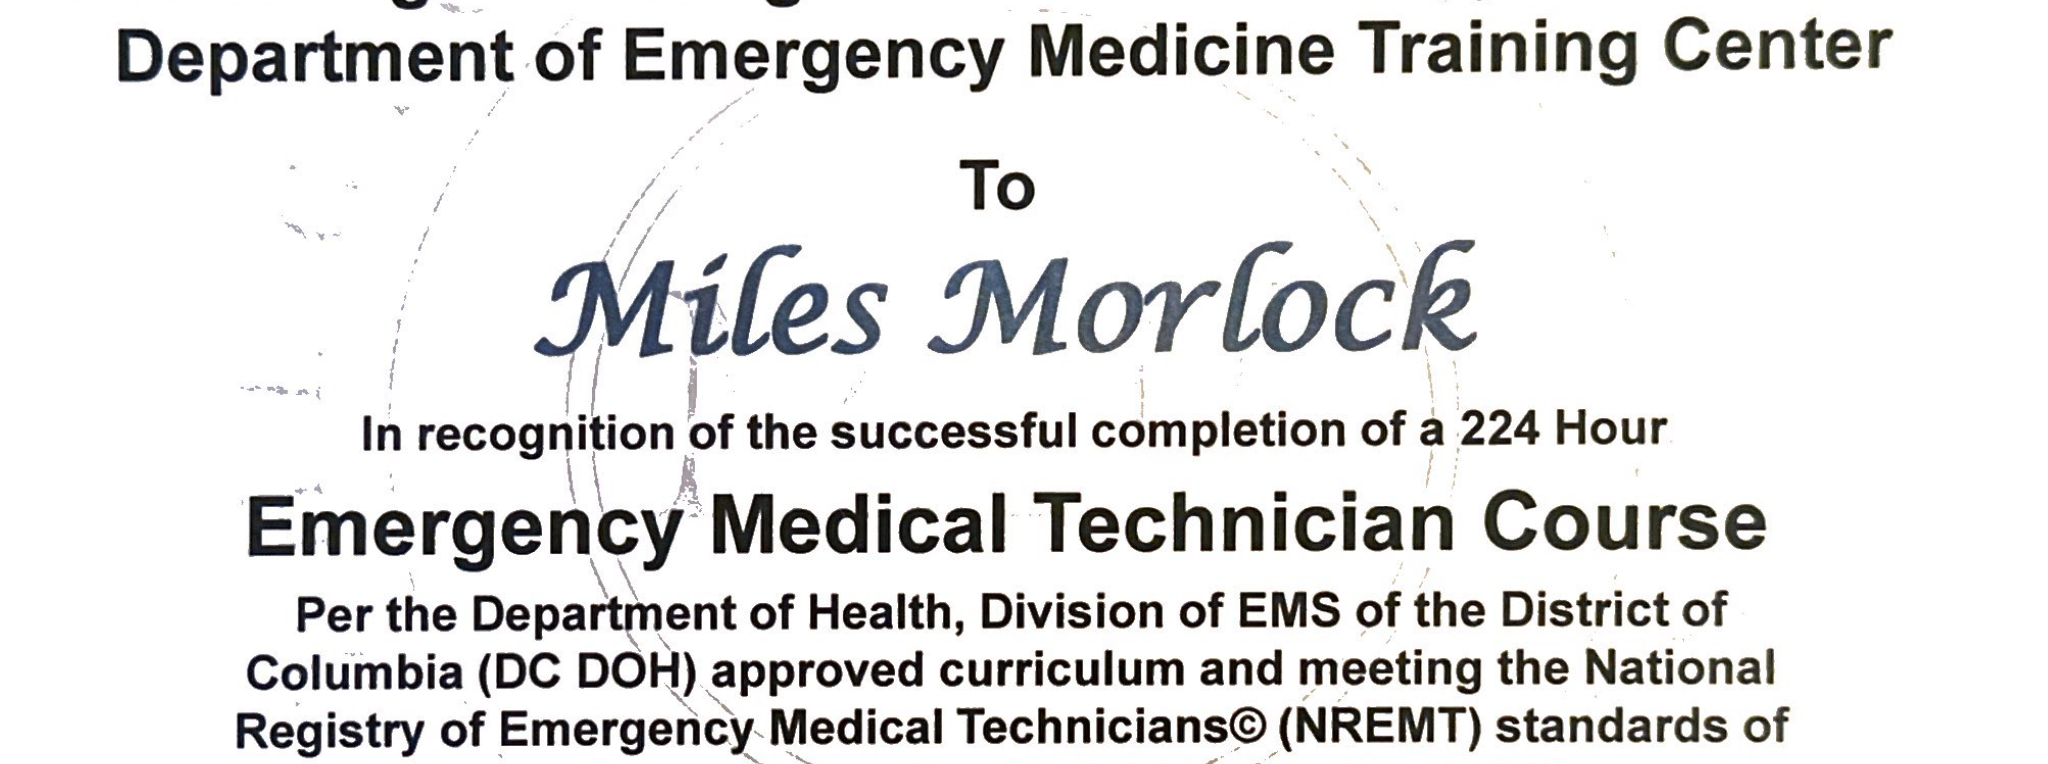 Department of Emergency Medicine Training Center
To
Miles Morlock
In recognition of the successful completion of a 224 Hour
Emergency Medical Technician Course
Per the Department of Health, Division of EMS of the District of
Columbia (DC DOH) approved curriculum and meeting the National
Registry of Emergency Medical Technicians© (NREMT) standards of